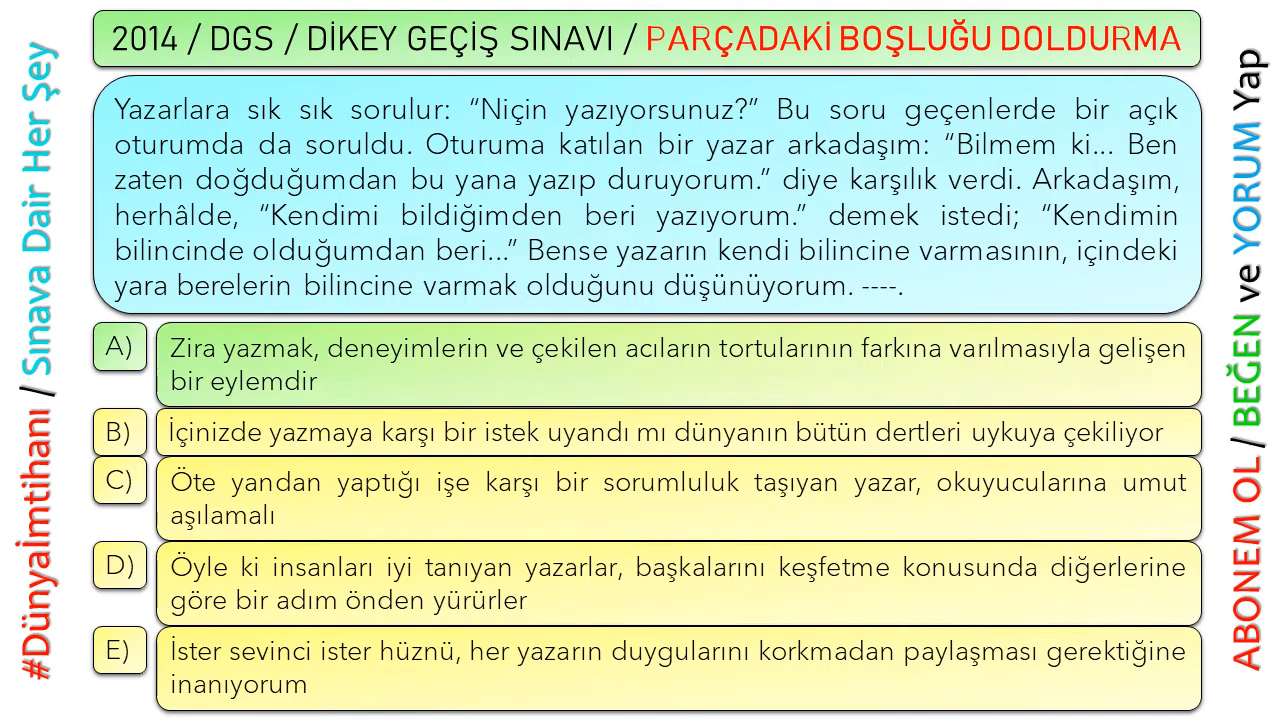 2014 / DGS / DİKEY GEÇİŞ SINAVI / PARÇADAKİ BOŞLUĞU DOLDURMA
Yazarlara sık sık sorulur: “Niçin yazıyorsunuz?” Bu soru geçenlerde bir açık
oturumda da soruldu. Oturuma katılan bir yazar arkadaşım: “Bilmem ki... Ben
zaten doğduğumdan bu yana yazıp duruyorum.” diye karşılık verdi. Arkadaşım,
herhâlde, “Kendimi bildiğimden beri yazıyorum.” demek istedi; “Kendimin
bilincinde olduğumdan beri...” Bense yazarın kendi bilincine varmasının, içindeki
yara berelerin bilincine varmak olduğunu düşünüyorum. ----.
A) Zira yazmak, deneyimlerin ve çekilen acıların tortularının farkına varılmasıyla gelişen
bir eylemdir
B) İçinizde yazmaya karşı bir istek uyandı mı dünyanın bütün dertleri uykuya çekiliyor
C) Öte yandan yaptığı işe karşı bir sorumluluk taşıyan yazar, okuyucularına umut
aşılamalı
D) Öyle ki insanları iyi tanıyan yazarlar, başkalarını keşfetme konusunda diğerlerine
göre bir adım önden yürürler
E) İster sevinci ister hüznü, her yazarın duygularını korkmadan paylaşması gerektiğine
inanıyorum
#Dünyaİmtihanı / Sınava Dair Her Şey
ABONEM OL / BEĞEN ve YORUM Yap